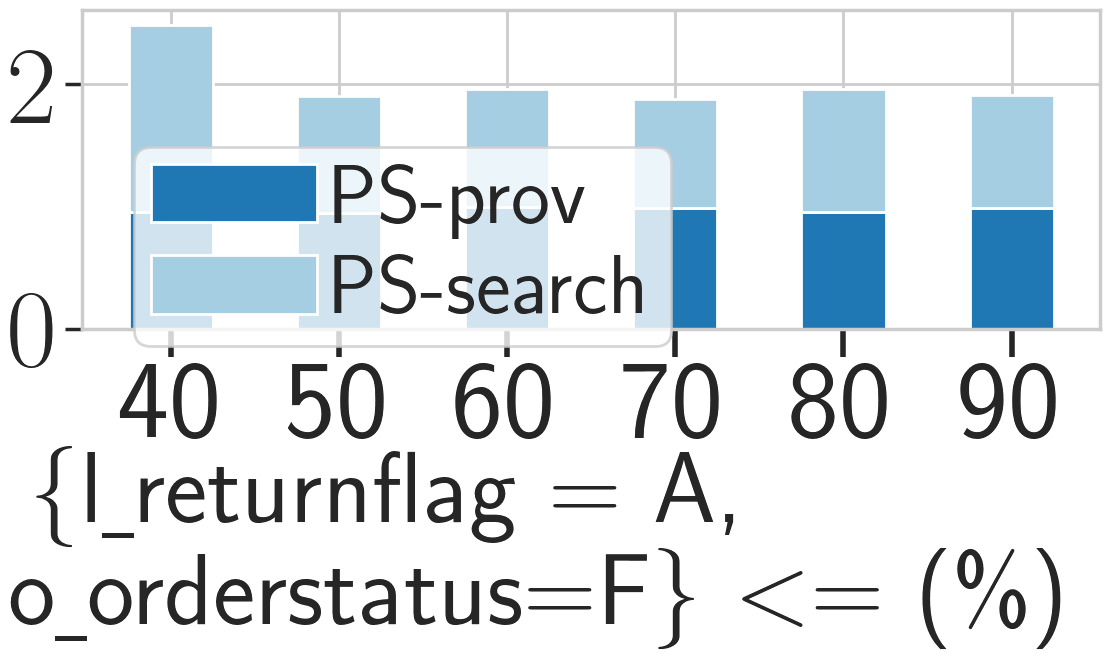 2
PS-prov
PS-search
0
40 50 60 70 80 90
{l_returnflag = A,
o_orderstatus=F} <= (%)